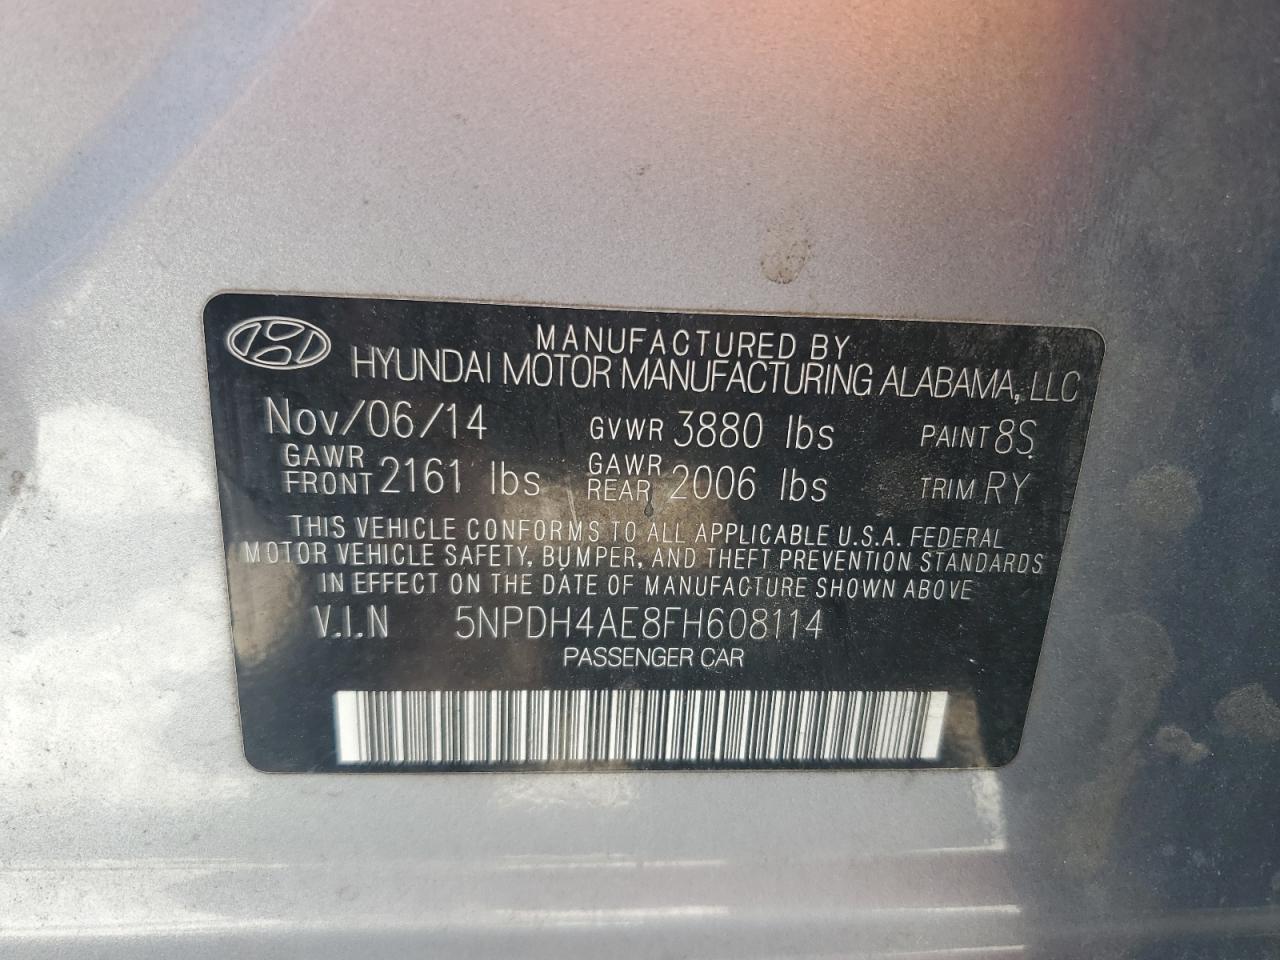 MANUFACTURED BY
HYUNDAI MOTOR MANUFACTURING ALABAMA, LLC
Nov/06/14 GVWR 3880 lbs PAINT 8S
GAWR FRONT 2161 lbs GAWR REAR 2006 lbs TRIM RY
THIS VEHICLE CONFORMS TO ALL APPLICABLE U.S.A. FEDERAL
MOTOR VEHICLE SAFETY, BUMPER, AND THEFT PREVENTION STANDARDS
IN EFFECT ON THE DATE OF MANUFACTURE SHOWN ABOVE
V.I.N 5NPDH4AE8FH608114
PASSENGER CAR